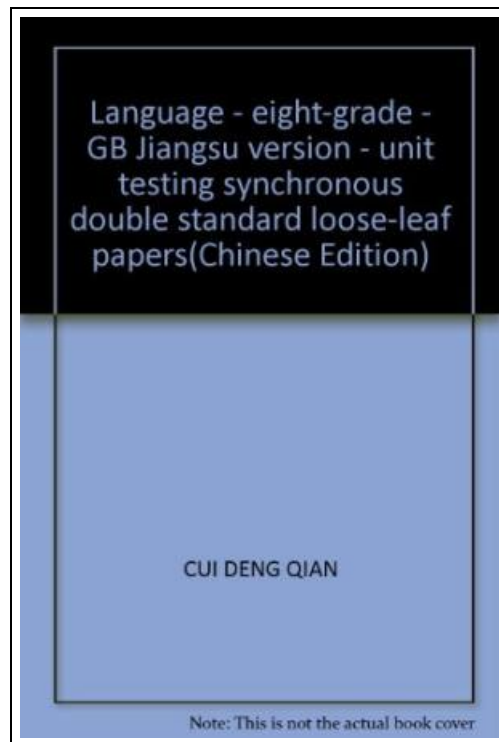 Language - eight-grade -
GB Jiangsu version - unit
testing synchronous
double standard loose-leaf
papers(Chinese Edition)
CUI DENG QIAN
Note: This is not the actual book cover